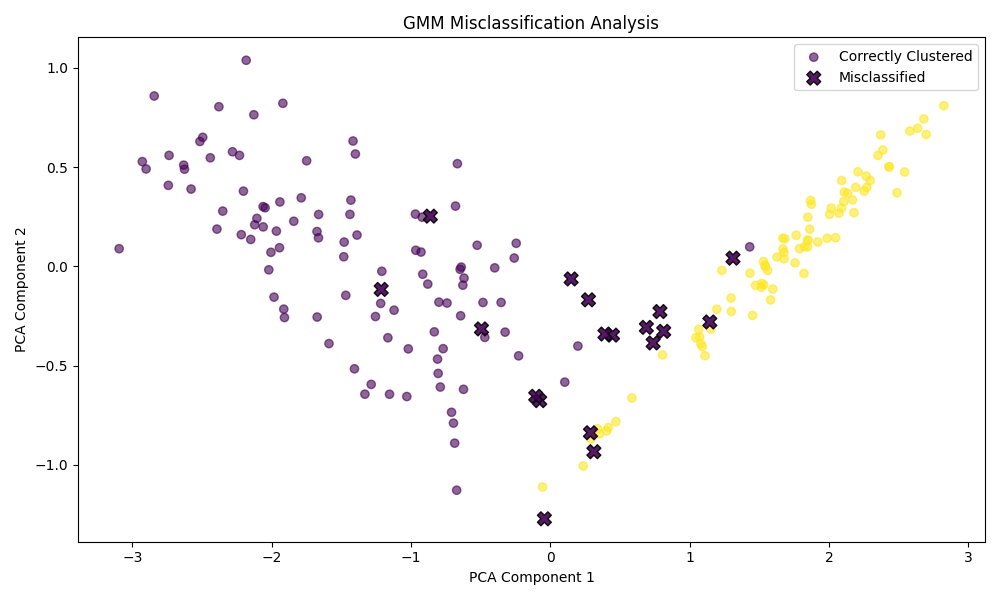 GMM Misclassification Analysis
Correctly Clustered
Misclassified
1.0
0.5
0.0
−0.5
−1.0
PCA Component 2
−3
−2
−1
0
1
2
3
PCA Component 1